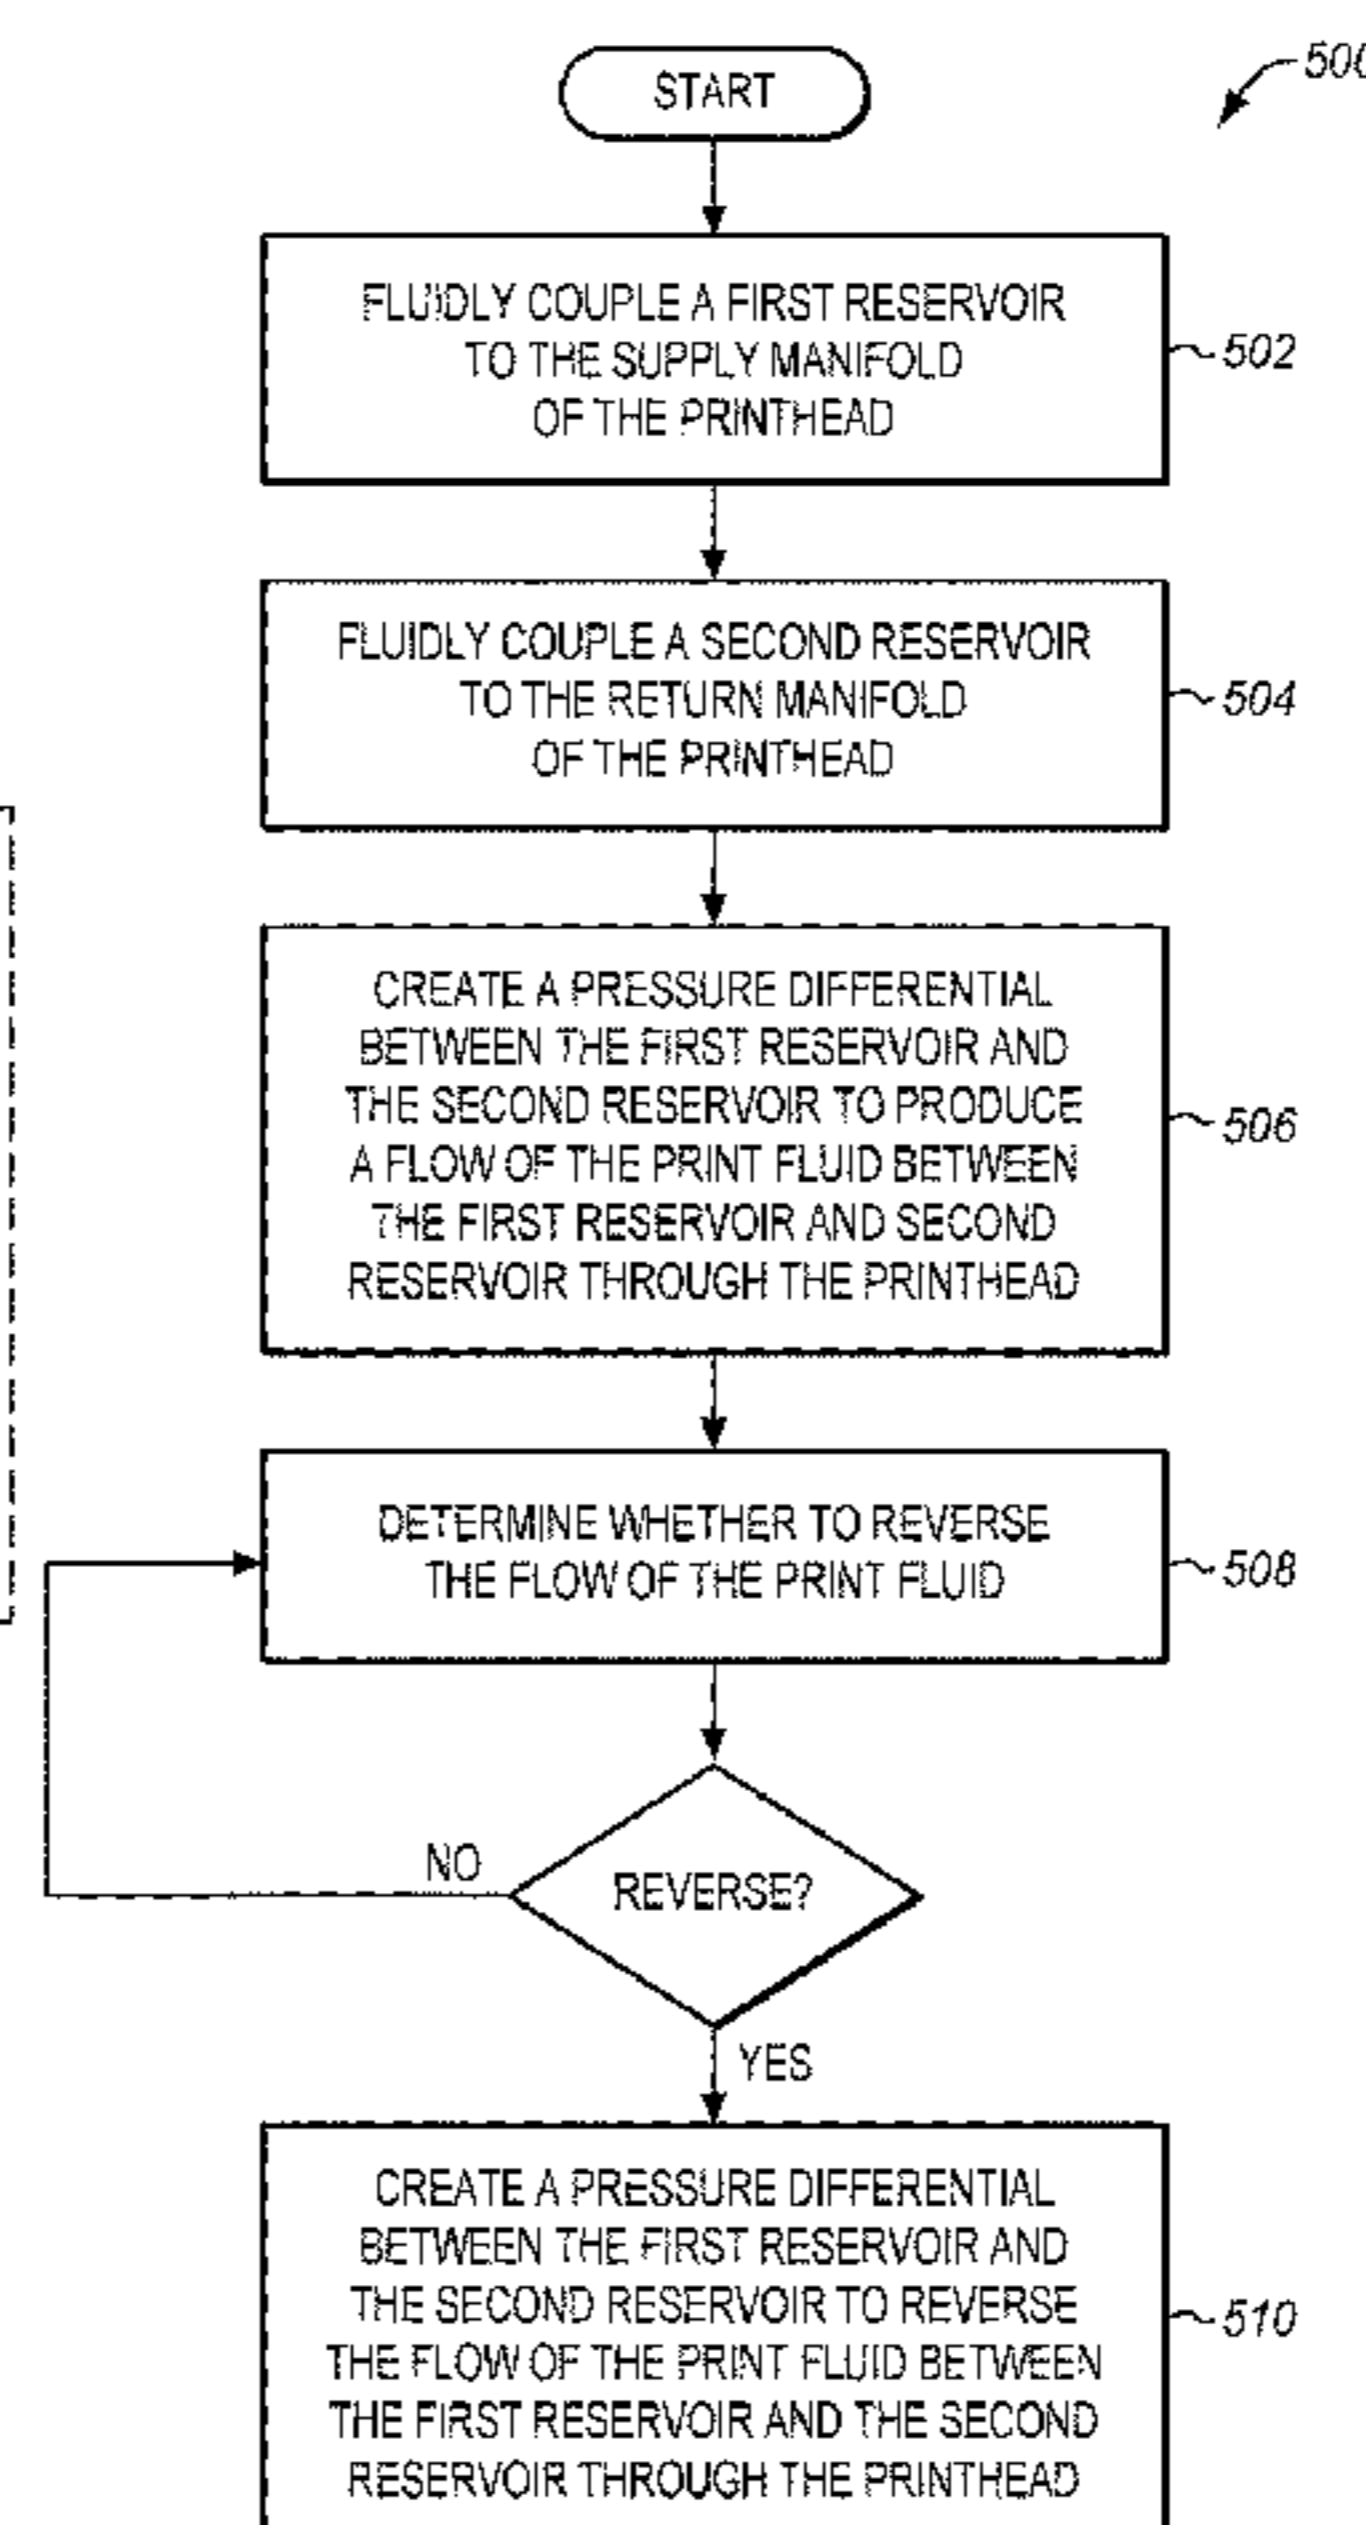 START
500
FLUIDLY COUPLE A FIRST RESERVOIR
TO THE SUPPLY MANIFOLD
OF THE PRINTHEAD
502
FLUIDLY COUPLE A SECOND RESERVOIR
TO THE RETURN MANIFOLD
OF THE PRINTHEAD
504
CREATE A PRESSURE DIFFERENTIAL
BETWEEN THE FIRST RESERVOIR AND
THE SECOND RESERVOIR TO PRODUCE
A FLOW OF THE PRINT FLUID BETWEEN
THE FIRST RESERVOIR AND SECOND
RESERVOIR THROUGH THE PRINTHEAD
506
DETERMINE WHETHER TO REVERSE
THE FLOW OF THE PRINT FLUID
508
NO
REVERSE?
YES
CREATE A PRESSURE DIFFERENTIAL
BETWEEN THE FIRST RESERVOIR AND
THE SECOND RESERVOIR TO REVERSE
THE FLOW OF THE PRINT FLUID BETWEEN
THE FIRST RESERVOIR AND THE SECOND
RESERVOIR THROUGH THE PRINTHEAD
510